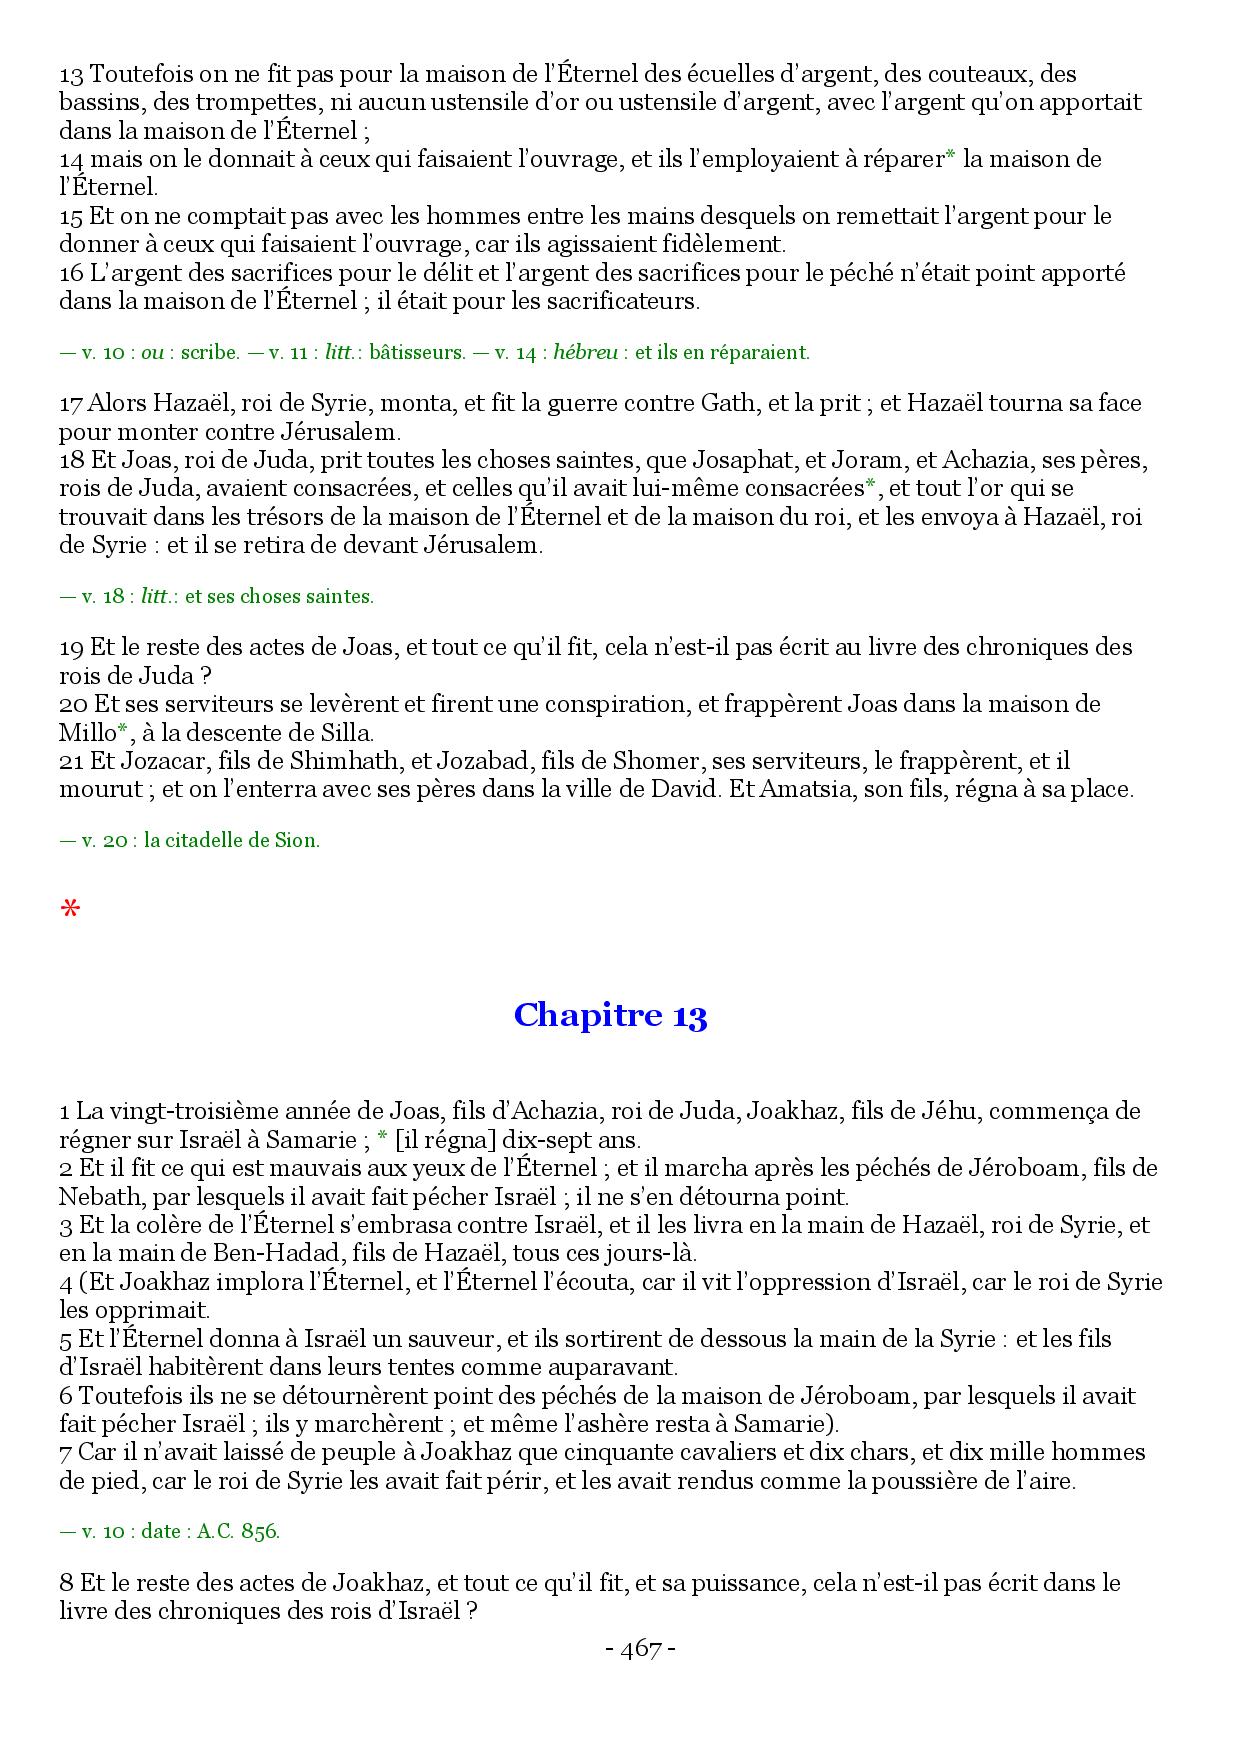 13 Toutefois on ne fit pas pour la maison de l’Éternel des écuelles d’argent, des couteaux, des
bassins, des trompettes, ni aucun ustensile d’or ou ustensile d’argent, avec l’argent qu’on apportait
dans la maison de l’Éternel ;
14 mais on le donnait à ceux qui faisaient l’ouvrage, et ils l’employaient à réparer* la maison de
l’Éternel.
15 Et on ne comptait pas avec les hommes entre les mains desquels on remettait l’argent pour le
donner à ceux qui faisaient l’ouvrage, car ils agissaient fidèlement.
16 L’argent des sacrifices pour le délit et l’argent des sacrifices pour le péché n’était point apporté
dans la maison de l’Éternel ; il était pour les sacrificateurs.
— v. 10 : ou : scribe. — v. 11 : litt.: bâtisseurs. — v. 14 : hébreu : et ils en réparaient.
17 Alors Hazaël, roi de Syrie, monta, et fit la guerre contre Gath, et la prit ; et Hazaël tourna sa face
pour monter contre Jérusalem.
18 Et Joas, roi de Juda, prit toutes les choses saintes, que Josaphat, et Joram, et Achazia, ses pères,
rois de Juda, avaient consacrées, et celles qu’il avait lui-même consacrées*, et tout l’or qui se
trouvait dans les trésors de la maison de l’Éternel et de la maison du roi, et les envoya à Hazaël, roi
de Syrie : et il se retira de devant Jérusalem.
— v. 18 : litt.: et ses choses saintes.
19 Et le reste des actes de Joas, et tout ce qu’il fit, cela n’est-il pas écrit au livre des chroniques des
rois de Juda ?
20 Et ses serviteurs se levèrent et firent une conspiration, et frappèrent Joas dans la maison de
Millo*, à la descente de Silla.
21 Et Jozacar, fils de Shimhath, et Jozabad, fils de Shomer, ses serviteurs, le frappèrent, et il
mourut ; et on l’enterra avec ses pères dans la ville de David. Et Amatsia, son fils, régna à sa place.
— v. 20 : la citadelle de Sion.
*
Chapitre 13
1 La vingt-troisième année de Joas, fils d’Achazia, roi de Juda, Joakhaz, fils de Jéhu, commença de
régner sur Israël à Samarie ; * [il régna] dix-sept ans.
2 Et il fit ce qui est mauvais aux yeux de l’Éternel ; et il marcha après les péchés de Jéroboam, fils de
Nebath, par lesquels il avait fait pécher Israël ; il ne s’en détourna point.
3 Et la colère de l’Éternel s’embrasa contre Israël, et il les livra en la main de Hazaël, roi de Syrie, et
en la main de Ben-Hadad, fils de Hazaël, tous ces jours-là.
4 (Et Joakhaz implora l’Éternel, et l’Éternel l’écouta, car il vit l’oppression d’Israël, car le roi de Syrie
les opprimait.
5 Et l’Éternel donna à Israël un sauveur, et ils sortirent de dessous la main de la Syrie : et les fils
d’Israël habitèrent dans leurs tentes comme auparavant.
6 Toutefois ils ne se détournèrent point des péchés de la maison de Jéroboam, par lesquels il avait
fait pécher Israël ; ils y marchèrent ; et même l’ashère resta à Samarie).
7 Car il n’avait laissé de peuple à Joakhaz que cinquante cavaliers et dix chars, et dix mille hommes
de pied, car le roi de Syrie les avait fait périr, et les avait rendus comme la poussière de l’aire.
— v. 10 : date : A.C. 856.
8 Et le reste des actes de Joakhaz, et tout ce qu’il fit, et sa puissance, cela n’est-il pas écrit dans le
livre des chroniques des rois d’Israël ?
- 467 -